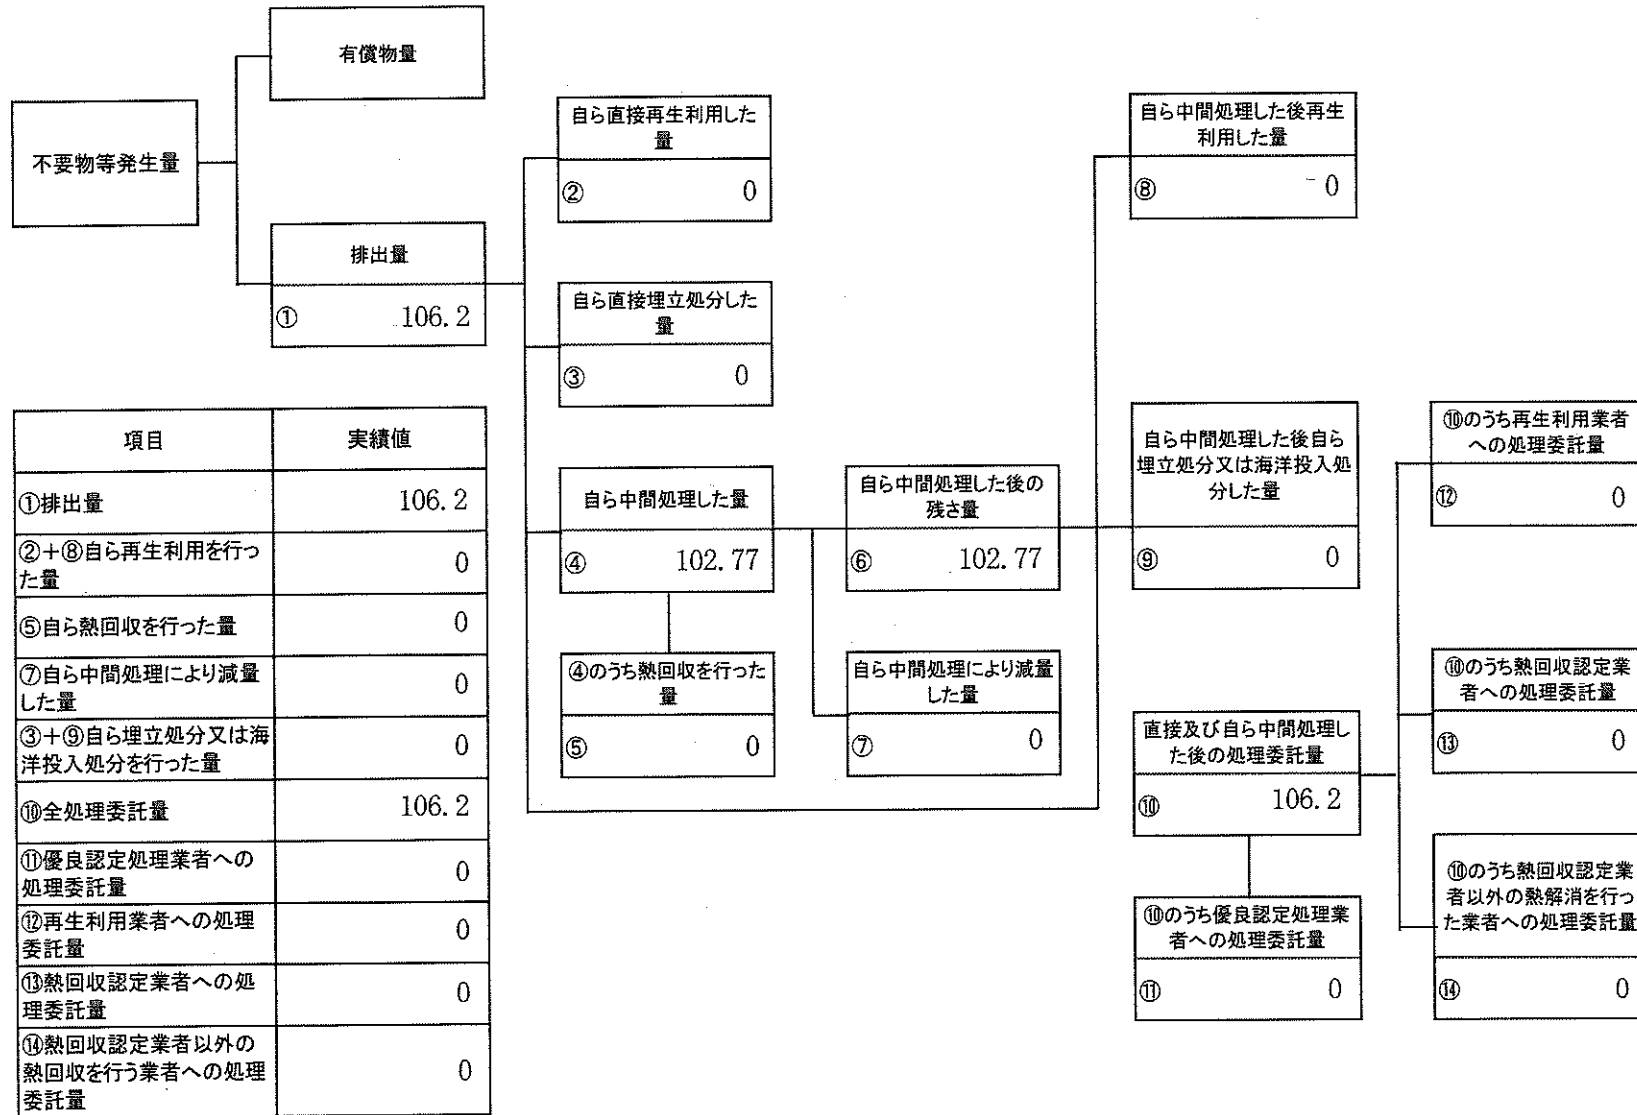 有償物量
不要物等発生量
排出量
① 106.2
自ら直接再生利用した
量
② 0
自ら直接埋立処分した
量
③ 0
自ら中間処理した量
④ 102.77
④のうち熱回収を行った
量
⑤ 0
自ら中間処理した後の
残さ量
⑥ 102.77
自ら中間処理により減量
した量
⑦ 0
自ら中間処理した後再生
利用した量
⑧ 0
自ら中間処理した後自ら
埋立処分又は海洋投入処
分した量
⑨ 0
直接及び自ら中間処理し
た後の処理委託量
⑩ 106.2
⑩のうち優良認定処理業
者への処理委託量
⑪ 0
⑩のうち再生利用業者
への処理委託量
⑫ 0
⑩のうち熱回収認定業
者への処理委託量
⑬ 0
⑩のうち熱回収認定業
者以外の熱解消を行っ
た業者への処理委託量
⑭ 0
項目 実績値
①排出量 106.2
②+⑧自ら再生利用を行っ
た量 0
⑤自ら熱回収を行った量 0
⑦自ら中間処理により減量
した量 0
③+⑨自ら埋立処分又は海
洋投入処分を行った量 0
⑩全処理委託量 106.2
⑪優良認定処理業者への
処理委託量 0
⑫再生利用業者への処理
委託量 0
⑬熱回収認定業者への処
理委託量 0
⑭熱回収認定業者以外の
熱回収を行う業者への処理
委託量 0